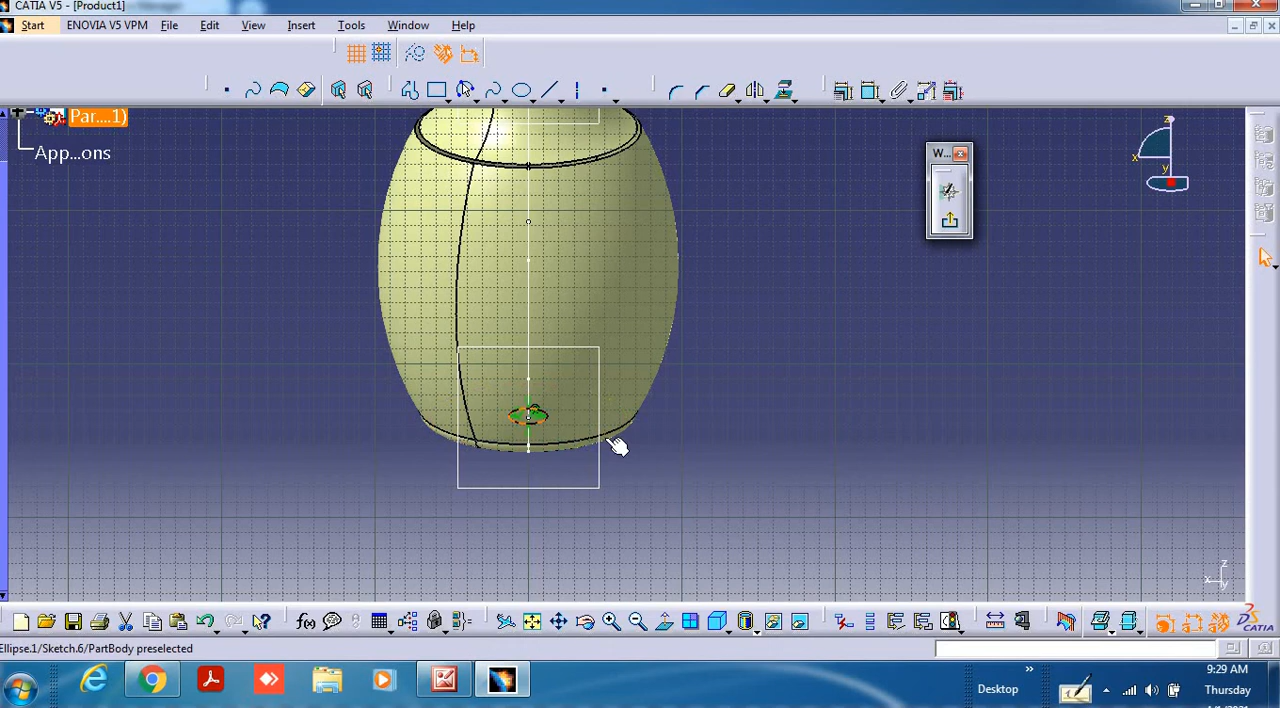 CATIA V5 - [Product1]
Start ENOVIA V5 VPM File Edit View Insert Tools Window Help
Par....1)
App...ons
W...
z
x
y
z
x
y
f(x)
CATIA
Ellipse.1/Sketch.6/PartBody preselected
Desktop
»
9:29 AM
Thursday